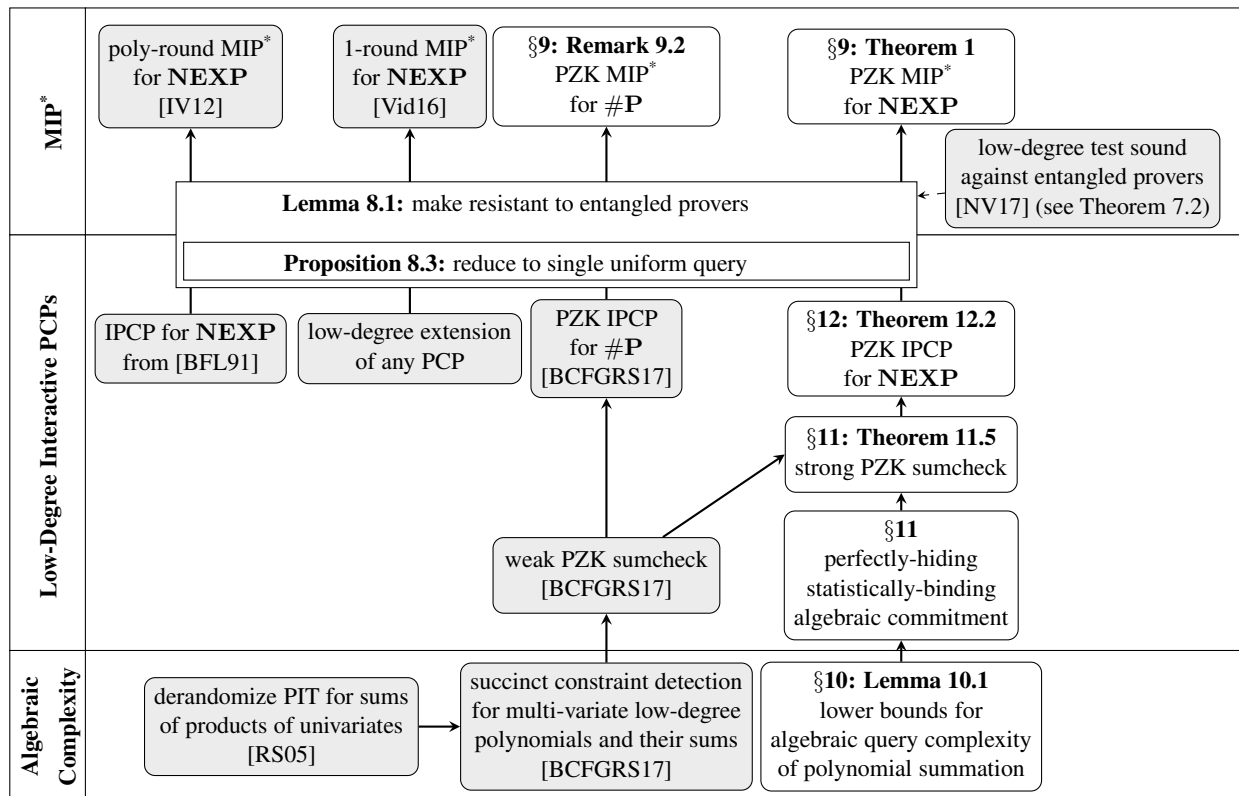 MIP*
poly-round MIP*
for NEXP
[IV12]
1-round MIP*
for NEXP
[Vid16]
§9: Remark 9.2
PZK MIP*
for #P
§9: Theorem 1
PZK MIP*
for NEXP
low-degree test sound
against entangled provers
[NV17] (see Theorem 7.2)
Lemma 8.1: make resistant to entangled provers
Proposition 8.3: reduce to single uniform query
Low-Degree Interactive PCPs
IPCP for NEXP
from [BFL91]
low-degree extension
of any PCP
PZK IPCP
for #P
[BCFGRS17]
§12: Theorem 12.2
PZK IPCP
for NEXP
§11: Theorem 11.5
strong PZK sumcheck
weak PZK sumcheck
[BCFGRS17]
§11
perfectly-hiding
statistically-binding
algebraic commitment
Algebraic
Complexity
derandomize PIT for sums
of products of univariates
[RS05]
succinct constraint detection
for multi-variate low-degree
polynomials and their sums
[BCFGRS17]
§10: Lemma 10.1
lower bounds for
algebraic query complexity
of polynomial summation